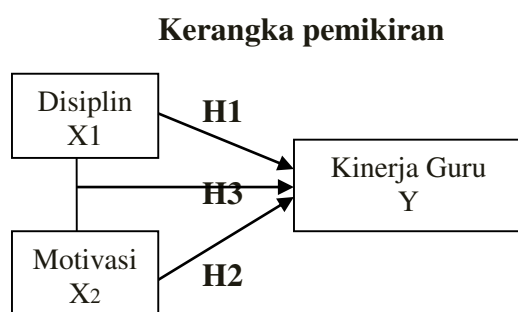 Kerangka pemikiran
Disiplin
X1
H1
Kinerja Guru
Y
H3
Motivasi
X2
H2